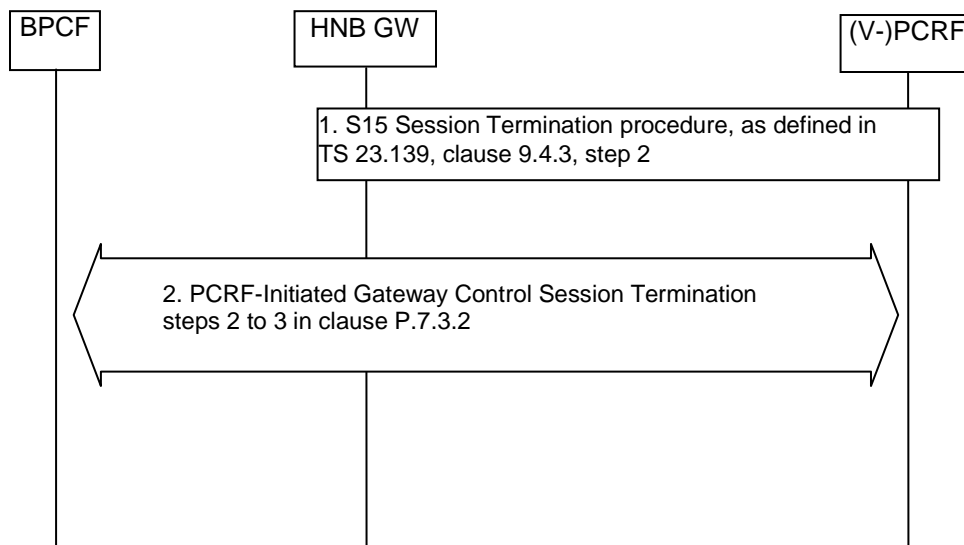 BPCF
HNB GW
(V-)PCRF
1. S15 Session Termination procedure, as defined in
TS 23.139, clause 9.4.3, step 2
2. PCRF-Initiated Gateway Control Session Termination
steps 2 to 3 in clause P.7.3.2